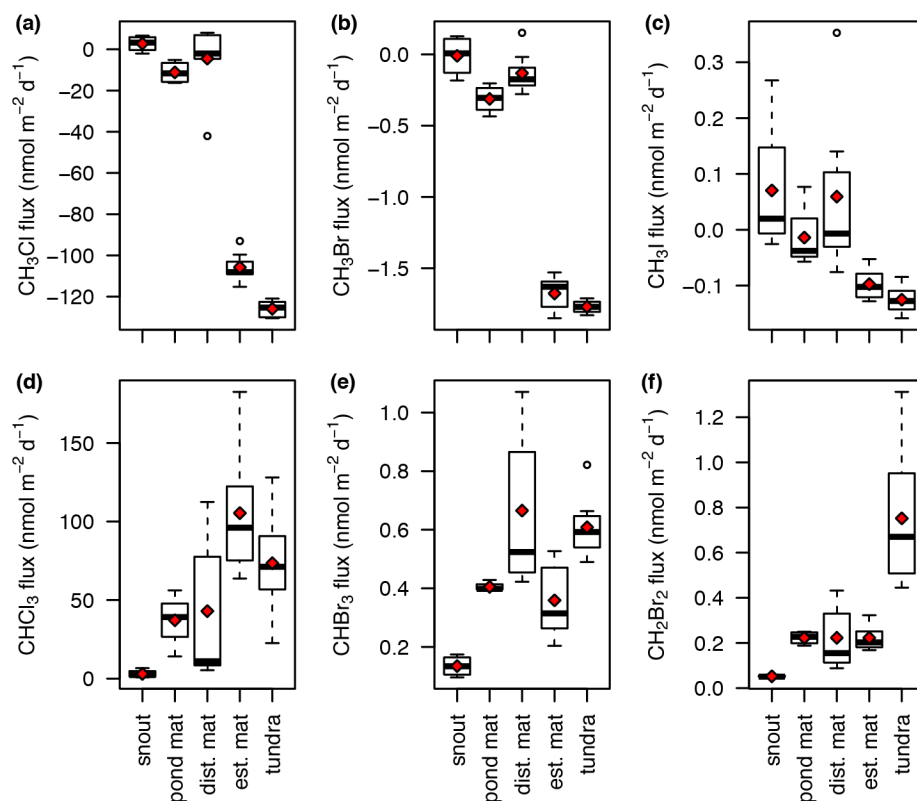 (a)
CH₃Cl flux (nmol m⁻² d⁻¹)
0
−20
−40
−60
−80
−100
−120
(b)
CH₃Br flux (nmol m⁻² d⁻¹)
0.0
−0.5
−1.0
−1.5
(c)
CH₃I flux (nmol m⁻² d⁻¹)
0.3
0.2
0.1
0.0
−0.1
(d)
CHCl₃ flux (nmol m⁻² d⁻¹)
150
100
50
0
snout
pond mat
dist. mat
est. mat
tundra
(e)
CHBr₃ flux (nmol m⁻² d⁻¹)
1.0
0.8
0.6
0.4
0.2
snout
pond mat
dist. mat
est. mat
tundra
(f)
CH₂Br₂ flux (nmol m⁻² d⁻¹)
1.2
1.0
0.8
0.6
0.4
0.2
0.0
snout
pond mat
dist. mat
est. mat
tundra